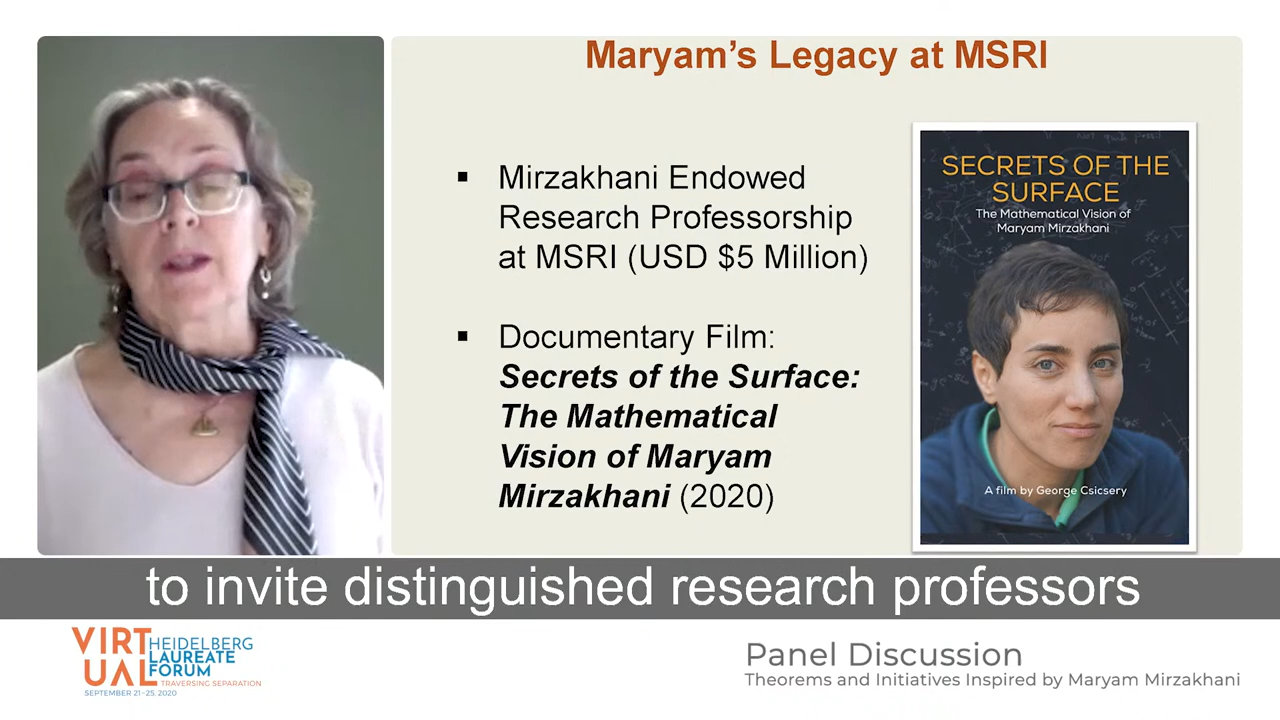 Maryam’s Legacy at MSRI
▪ Mirzakhani Endowed
Research Professorship
at MSRI (USD $5 Million)
▪ Documentary Film:
Secrets of the Surface:
The Mathematical
Vision of Maryam
Mirzakhani (2020)
SECRETS OF THE
SURFACE
The Mathematical Vision of
Maryam Mirzakhani
A film by George Csicsery
to invite distinguished research professors
VIRT
UAL
HEIDELBERG
LAUREATE
FORUM
TRAVERSING SEPARATION
SEPTEMBER 21–25, 2020
Panel Discussion
Theorems and Initiatives Inspired by Maryam Mirzakhani